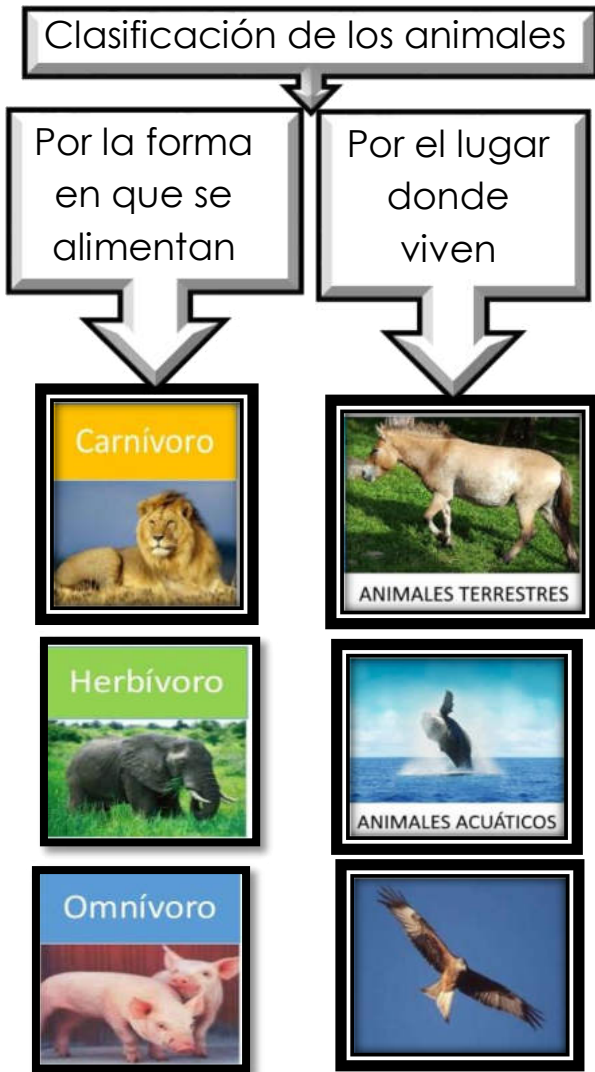 Clasificación de los animales
Por la forma
en que se
alimentan
Por el lugar
donde
viven
Carnívoro
ANIMALES TERRESTRES
Herbívoro
ANIMALES ACUÁTICOS
Omnívoro